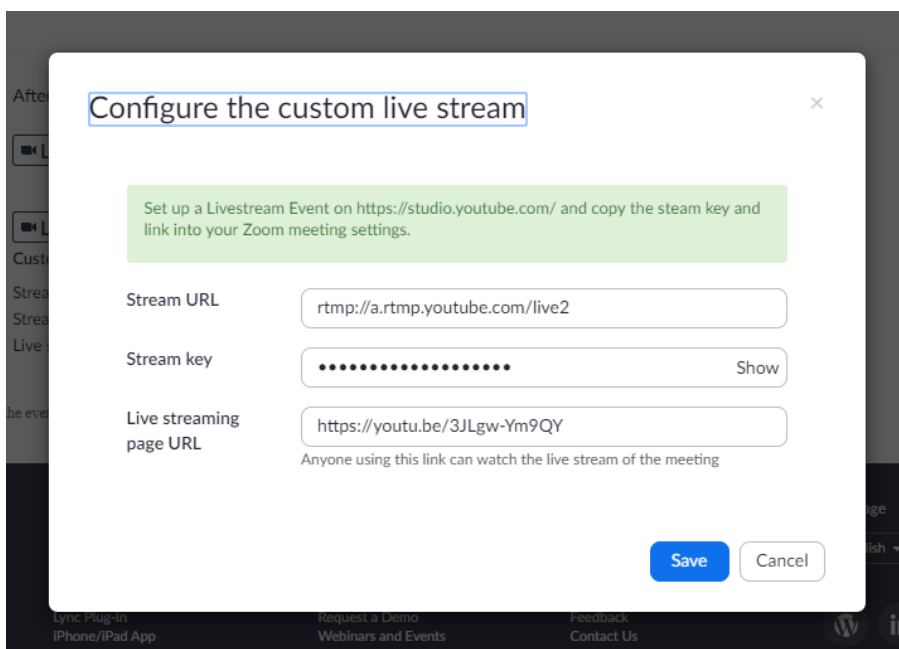 Configure the custom live stream
×
Set up a Livestream Event on https://studio.youtube.com/ and copy the steam key and
link into your Zoom meeting settings.
Stream URL
rtmp://a.rtmp.youtube.com/live2
Stream key
••••••••••••••••••• Show
Live streaming
page URL
https://youtu.be/3JLgw-Ym9QY
Anyone using this link can watch the live stream of the meeting
Save Cancel
Lync Plug-In
iPhone/iPad App
Request a Demo
Webinars and Events
Feedback
Contact Us